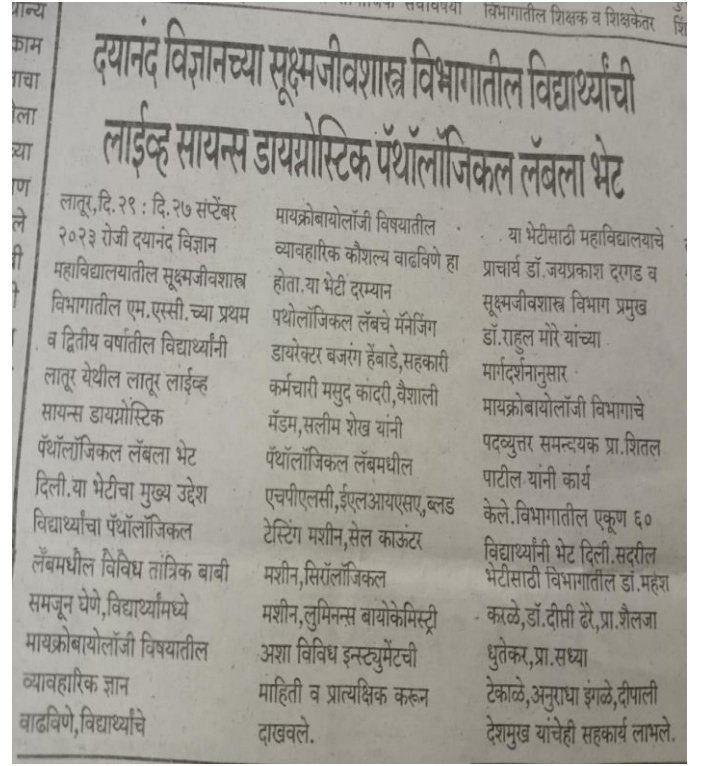 विभागातील शिक्षक व शिक्षकेतर
दयानंद विज्ञानच्या सूक्ष्मजीवशास्त्र विभागातील विद्यार्थ्यांची
लाईव्ह सायन्स डायग्नोस्टिक पॅथॉलॉजिकल लॅबला भेट
लातूर,दि.२९ : दि.२७ सप्टेंबर
२०२३ रोजी दयानंद विज्ञान
महाविद्यालयातील सूक्ष्मजीवशास्त्र
विभागातील एम.एस्सी.च्या प्रथम
व द्वितीय वर्षातील विद्यार्थ्यांनी
लातूर येथील लातूर लाईव्ह
सायन्स डायग्नोस्टिक
पॅथॉलॉजिकल लॅबला भेट
दिली.या भेटीचा मुख्य उद्देश
विद्यार्थ्यांचा पॅथॉलॉजिकल
लॅबमधील विविध तांत्रिक बाबी
समजून घेणे,विद्यार्थ्यांमध्ये
मायक्रोबायोलॉजी विषयातील
व्यावहारिक ज्ञान
वाढविणे,विद्यार्थ्यांचे
मायक्रोबायोलॉजी विषयातील
व्यावहारिक कौशल्य वाढविणे हा
होता.या भेटी दरम्यान
पथोलॉजिकल लॅबचे मॅनेजिंग
डायरेक्टर बजरंग हेंबाडे,सहकारी
कर्मचारी मसुद कादरी,वैशाली
मॅडम,सलीम शेख यांनी
पॅथॉलॉजिकल लॅबमधील
एचपीएलसी,ईएलआयएसए,ब्लड
टेस्टिंग मशीन,सेल काऊंटर
मशीन,सिरॉलॉजिकल
मशीन,लुमिनन्स बायोकेमिस्ट्री
अशा विविध इन्स्ट्युमेंटची
माहिती व प्रात्यक्षिक करून
दाखवले.
या भेटीसाठी महाविद्यालयाचे
प्राचार्य डॉ.जयप्रकाश दरगड व
सूक्ष्मजीवशास्त्र विभाग प्रमुख
डॉ.राहुल मोरे यांच्या
मार्गदर्शनानुसार
मायक्रोबायोलॉजी विभागाचे
पदव्युत्तर समन्दयक प्रा.शितल
पाटील यांनी कार्य
केले.विभागातील एकूण ६०
विद्यार्थ्यांनी भेट दिली.सदरील
भेटीसाठी विभागातील डॉ.महेश
करळे,डॉ.दीप्ती ढेरे,प्रा.शैलजा
धुतेकर,प्रा.सध्या
टेकाळे,अनुराधा इंगळे,दीपाली
देशमुख यांचेही सहकार्य लाभले.